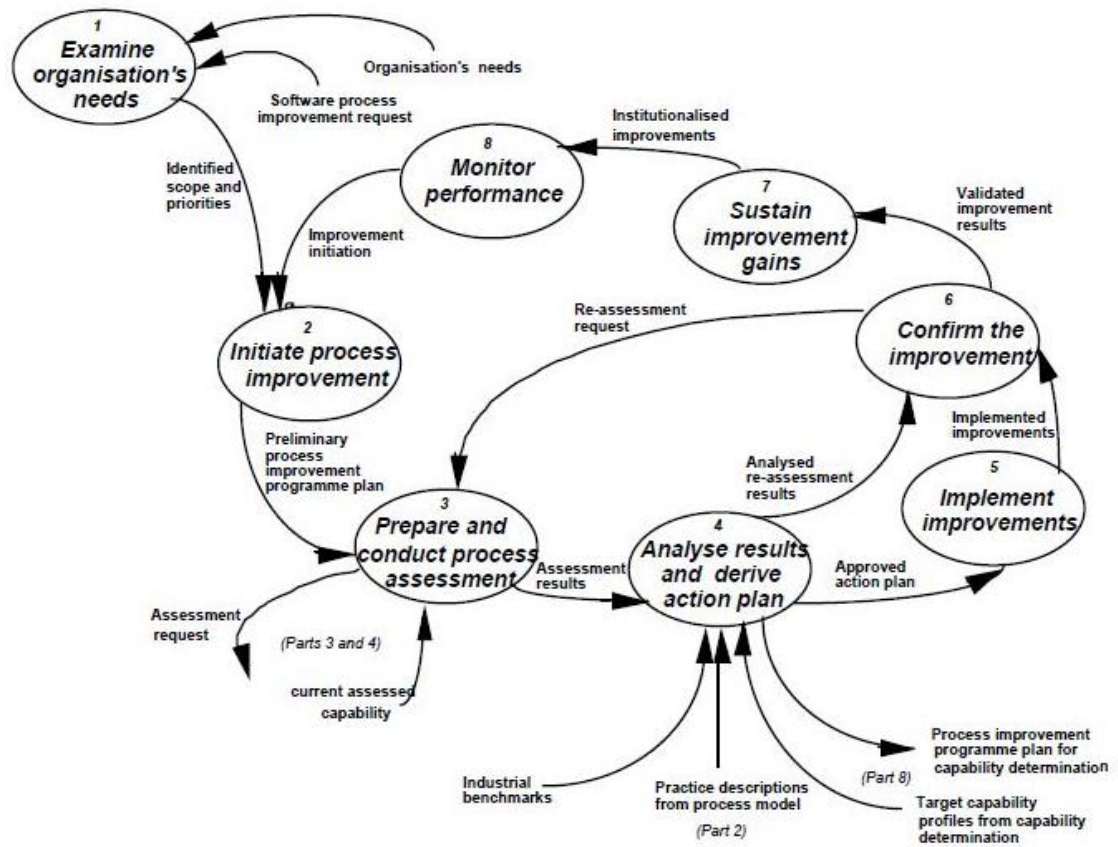 1
Examine
organisation's
needs
Organisation's needs
Software process
improvement request
Identified
scope and
priorities
Institutionalised
improvements
8
Monitor
performance
Improvement
initiation
7
Sustain
improvement
gains
Validated
improvement
results
2
Initiate process
improvement
Re-assessment
request
6
Confirm the
improvement
Preliminary
process
improvement
programme plan
Implemented
improvements
Analysed
re-assessment
results
5
Implement
improvements
3
Prepare and
conduct process
assessment
Assessment
results
4
Analyse results
and derive
action plan
Approved
action plan
Assessment
request
(Parts 3 and 4)
current assessed
capability
Industrial
benchmarks
Practice descriptions
from process model
(Part 2)
Process improvement
programme plan for
capability determination
(Part 8)
Target capability
profiles from capability
determination